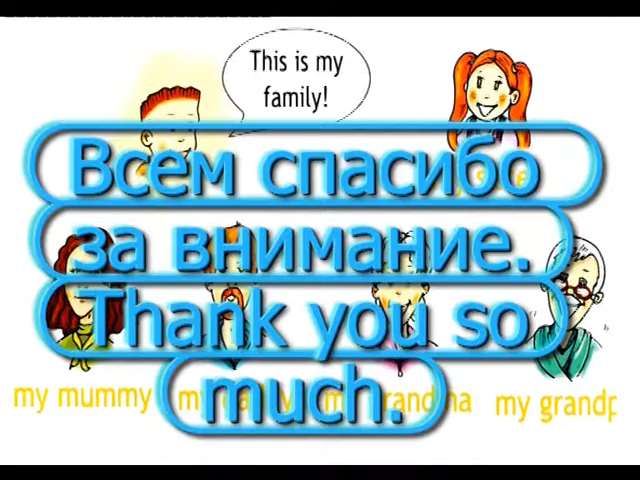 This is my
family!
Всем спасибо
за внимание.
Thank you so
much.
my mummy
my grandp